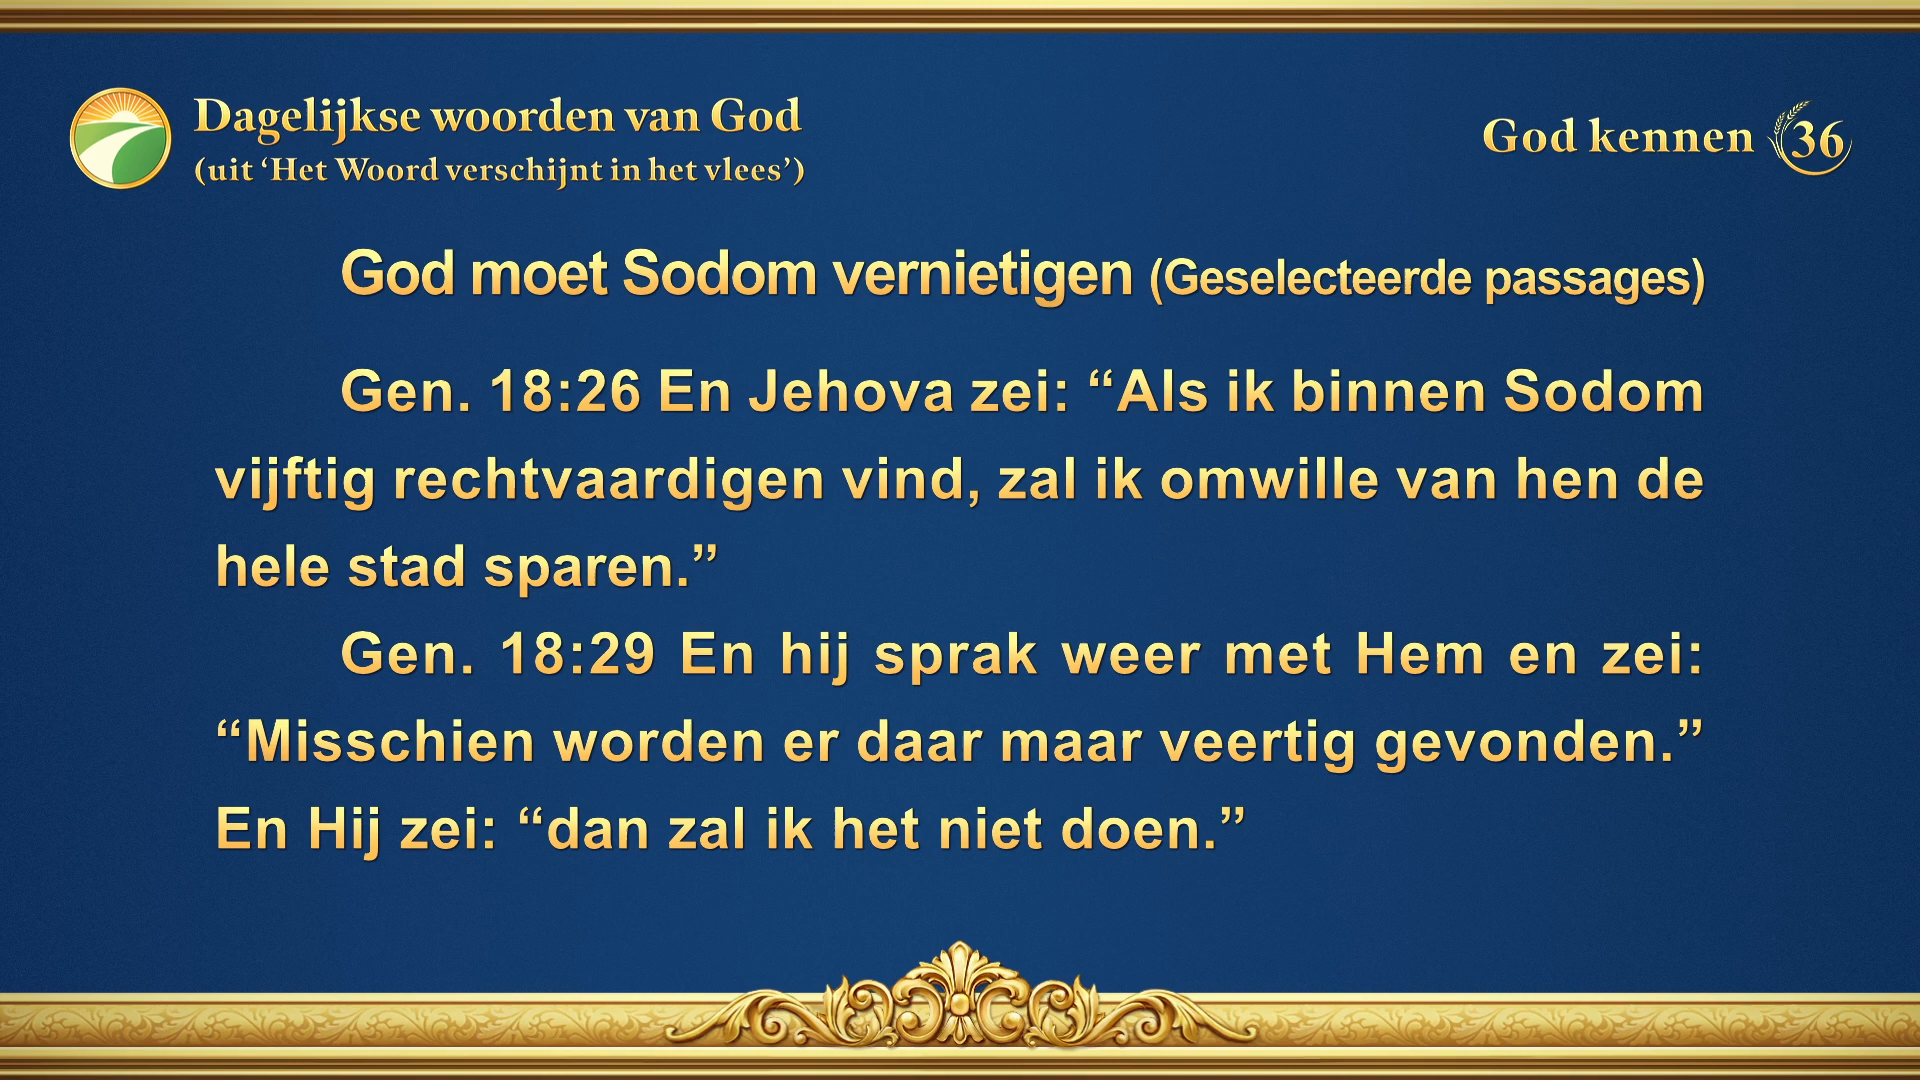 Dagelijkse woorden van God
(uit ‘Het Woord verschijnt in het vlees’)
God kennen 36
God moet Sodom vernietigen (Geselecteerde passages)
Gen. 18:26 En Jehova zei: “Als ik binnen Sodom
vijftig rechtvaardigen vind, zal ik omwille van hen de
hele stad sparen.”
Gen. 18:29 En hij sprak weer met Hem en zei:
“Misschien worden er daar maar veertig gevonden.”
En Hij zei: “dan zal ik het niet doen.”